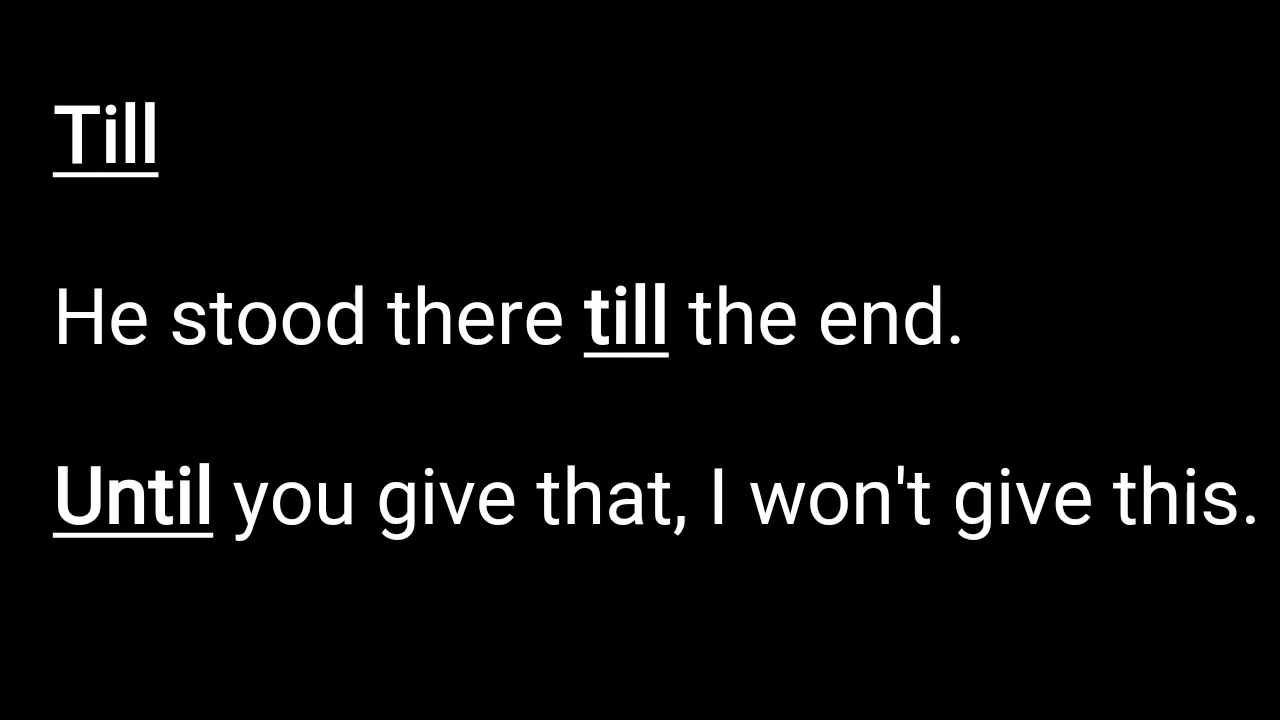 Till
He stood there till the end.
Until you give that, I won't give this.